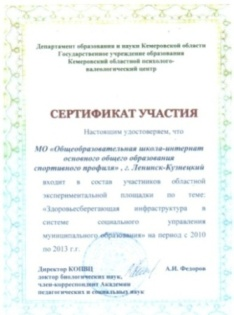 Департамент образования и науки Кемеровской области
Государственное учреждение образования
Кемеровский областной психолого-
валеологический центр
СЕРТИФИКАТ УЧАСТИЯ
Настоящим удостоверяем, что
МО «Общеобразовательная школа-интернат
основного общего образования
спортивного профиля» , г. Ленинск-Кузнецкий
входит в состав участников областной
экспериментальной площадки по теме:
«Здоровьесберегающая инфраструктура в
системе социального управления
муниципального образования» на период с 2010
по 2013 г.г.
Директор КОПВЦ
доктор биологических наук,
член-корреспондент Академии
педагогических и социальных наук
А.И. Федоров